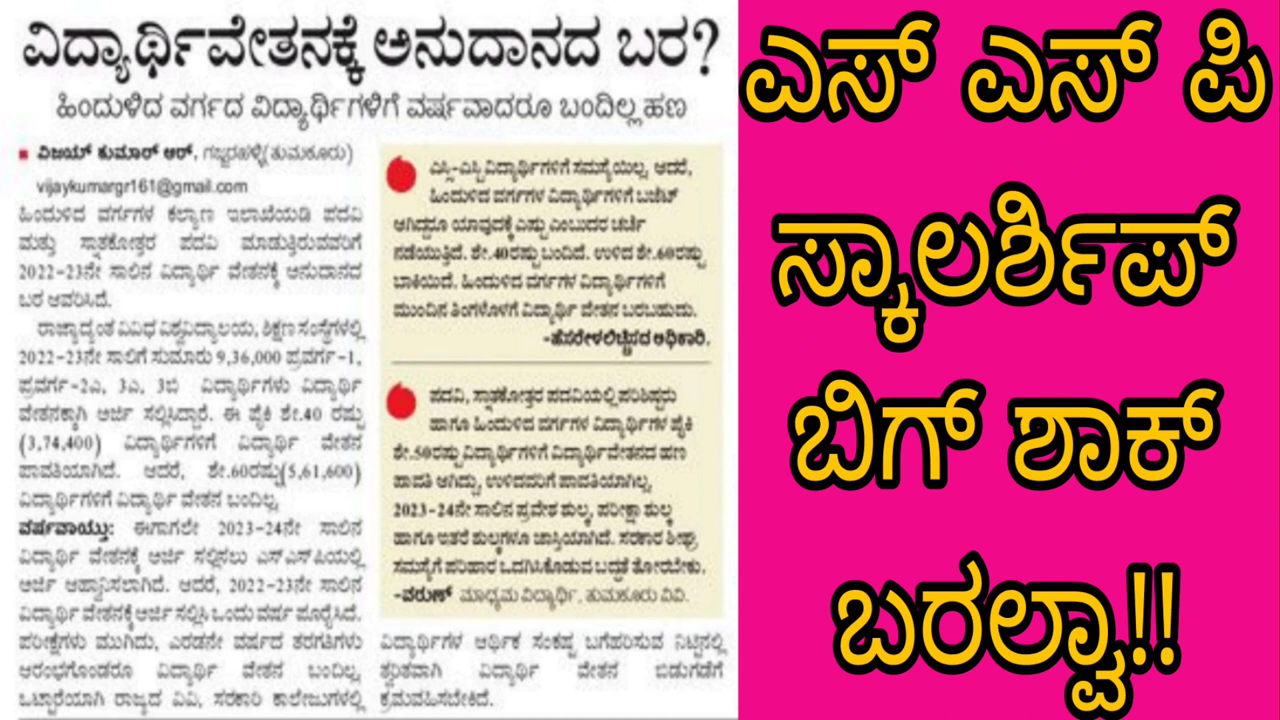 ವಿದ್ಯಾರ್ಥಿವೇತನಕ್ಕೆ ಅನುದಾನದ ಬರ?
ಹಿಂದುಳಿದ ವರ್ಗದ ವಿದ್ಯಾರ್ಥಿಗಳಿಗೆ ವರ್ಷವಾದರೂ ಬಂದಿಲ್ಲ ಹಣ
ವಿಜಯ್ ಕುಮಾರ್ ಆರ್, ಗಜ್ಜರಹಳ್ಳಿ(ತುಮಕೂರು)
vijaykumargr161@gmail.com
ಹಿಂದುಳಿದ ವರ್ಗಗಳ ಕಲ್ಯಾಣ ಇಲಾಖೆಯಡಿ ಪದವಿ
ಮತ್ತು ಸ್ನಾತಕೋತ್ತರ ಪದವಿ ಮಾಡುತ್ತಿರುವವರಿಗೆ
2022-23ನೇ ಸಾಲಿನ ವಿದ್ಯಾರ್ಥಿ ವೇತನಕ್ಕೆ ಅನುದಾನದ
ಬರ ಆವರಿಸಿದೆ.
ರಾಜ್ಯಾದ್ಯಂತ ವಿವಿಧ ವಿಶ್ವವಿದ್ಯಾಲಯ, ಶಿಕ್ಷಣ ಸಂಸ್ಥೆಗಳಲ್ಲಿ
2022-23ನೇ ಸಾಲಿಗೆ ಸುಮಾರು 9,36,000 ಪ್ರವರ್ಗ-1,
ಪ್ರವರ್ಗ-2ಎ, 3ಎ, 3ಬಿ ವಿದ್ಯಾರ್ಥಿಗಳು ವಿದ್ಯಾರ್ಥಿ
ವೇತನಕ್ಕಾಗಿ ಅರ್ಜಿ ಸಲ್ಲಿಸಿದ್ದಾರೆ. ಈ ಪೈಕಿ ಶೇ.40 ರಷ್ಟು
(3,74,400) ವಿದ್ಯಾರ್ಥಿಗಳಿಗೆ ವಿದ್ಯಾರ್ಥಿ ವೇತನ
ಪಾವತಿಯಾಗಿದೆ. ಆದರೆ, ಶೇ.60ರಷ್ಟು(5,61,600)
ವಿದ್ಯಾರ್ಥಿಗಳಿಗೆ ವಿದ್ಯಾರ್ಥಿ ವೇತನ ಬಂದಿಲ್ಲ.
ವರ್ಷವಾಯ್ತು: ಈಗಾಗಲೇ 2023-24ನೇ ಸಾಲಿನ
ವಿದ್ಯಾರ್ಥಿ ವೇತನಕ್ಕೆ ಅರ್ಜಿ ಸಲ್ಲಿಸಲು ಎಸ್‌ಎಸ್‌ಪಿಯಲ್ಲಿ
ಅರ್ಜಿ ಆಹ್ವಾನಿಸಲಾಗಿದೆ. ಆದರೆ, 2022-23ನೇ ಸಾಲಿನ
ವಿದ್ಯಾರ್ಥಿ ವೇತನಕ್ಕೆ ಅರ್ಜಿ ಸಲ್ಲಿಸಿ ಒಂದು ವರ್ಷ ಪೂರೈಸಿದೆ.
ಪರೀಕ್ಷೆಗಳು ಮುಗಿದು, ಎರಡನೇ ವರ್ಷದ ತರಗತಿಗಳು
ಆರಂಭಗೊಂಡರೂ ವಿದ್ಯಾರ್ಥಿ ವೇತನ ಬಂದಿಲ್ಲ.
ಒಟ್ಟಾರೆಯಾಗಿ ರಾಜ್ಯದ ವಿವಿ, ಸರಕಾರಿ ಕಾಲೇಜುಗಳಲ್ಲಿ
ಎಸ್ಸಿ-ಎಸ್ಟಿ ವಿದ್ಯಾರ್ಥಿಗಳಿಗೆ ಸಮಸ್ಯೆಯಿಲ್ಲ. ಆದರೆ,
ಹಿಂದುಳಿದ ವರ್ಗಗಳ ವಿದ್ಯಾರ್ಥಿಗಳಿಗೆ ಬಜೆಟ್
ಆಗಿದ್ದರೂ ಯಾವುದಕ್ಕೆ ಎಷ್ಟು ಎಂಬುದರ ಚರ್ಚೆ
ನಡೆಯುತ್ತಿದೆ. ಶೇ.40ರಷ್ಟು ಬಂದಿದೆ. ಉಳಿದ ಶೇ.60ರಷ್ಟು
ಬಾಕಿಯಿದೆ. ಹಿಂದುಳಿದ ವರ್ಗಗಳ ವಿದ್ಯಾರ್ಥಿಗಳಿಗೆ
ಮುಂದಿನ ತಿಂಗಳೊಳಗೆ ವಿದ್ಯಾರ್ಥಿ ವೇತನ ಬರಬಹುದು.
-ಹೆಸರೇಳಲಿಚ್ಛಿಸದ ಅಧಿಕಾರಿ.
ಪದವಿ, ಸ್ನಾತಕೋತ್ತರ ಪದವಿಯಲ್ಲಿ ಪರಿಶಿಷ್ಟರು
ಹಾಗೂ ಹಿಂದುಳಿದ ವರ್ಗಗಳ ವಿದ್ಯಾರ್ಥಿಗಳ ಪೈಕಿ
ಶೇ.50ರಷ್ಟು ವಿದ್ಯಾರ್ಥಿಗಳಿಗೆ ವಿದ್ಯಾರ್ಥಿವೇತನದ ಹಣ
ಪಾವತಿ ಆಗಿದ್ದು, ಉಳಿದವರಿಗೆ ಪಾವತಿಯಾಗಿಲ್ಲ.
2023-24ನೇ ಸಾಲಿನ ಪ್ರವೇಶ ಶುಲ್ಕ, ಪರೀಕ್ಷಾ ಶುಲ್ಕ
ಹಾಗೂ ಇತರೆ ಶುಲ್ಕಗಳೂ ಜಾಸ್ತಿಯಾಗಿದೆ. ಸರಕಾರ ಶೀಘ್ರ
ಸಮಸ್ಯೆಗೆ ಪರಿಹಾರ ಒದಗಿಸಿಕೊಡುವ ಬದ್ಧತೆ ತೋರಬೇಕು.
-ವರುಣ್ ಮಾಧ್ಯಮ ವಿದ್ಯಾರ್ಥಿ, ತುಮಕೂರು ವಿವಿ.
ವಿದ್ಯಾರ್ಥಿಗಳ ಆರ್ಥಿಕ ಸಂಕಷ್ಟ ಬಗೆಹರಿಸುವ ನಿಟ್ಟಿನಲ್ಲಿ
ತ್ವರಿತವಾಗಿ ವಿದ್ಯಾರ್ಥಿ ವೇತನ ಬಿಡುಗಡೆಗೆ
ಕ್ರಮವಹಿಸಬೇಕಿದೆ.
ಎಸ್ ಎಸ್ ಪಿ
ಸ್ಕಾಲರ್ಶಿಪ್
ಬಿಗ್ ಶಾಕ್
ಬರಲ್ವಾ!!